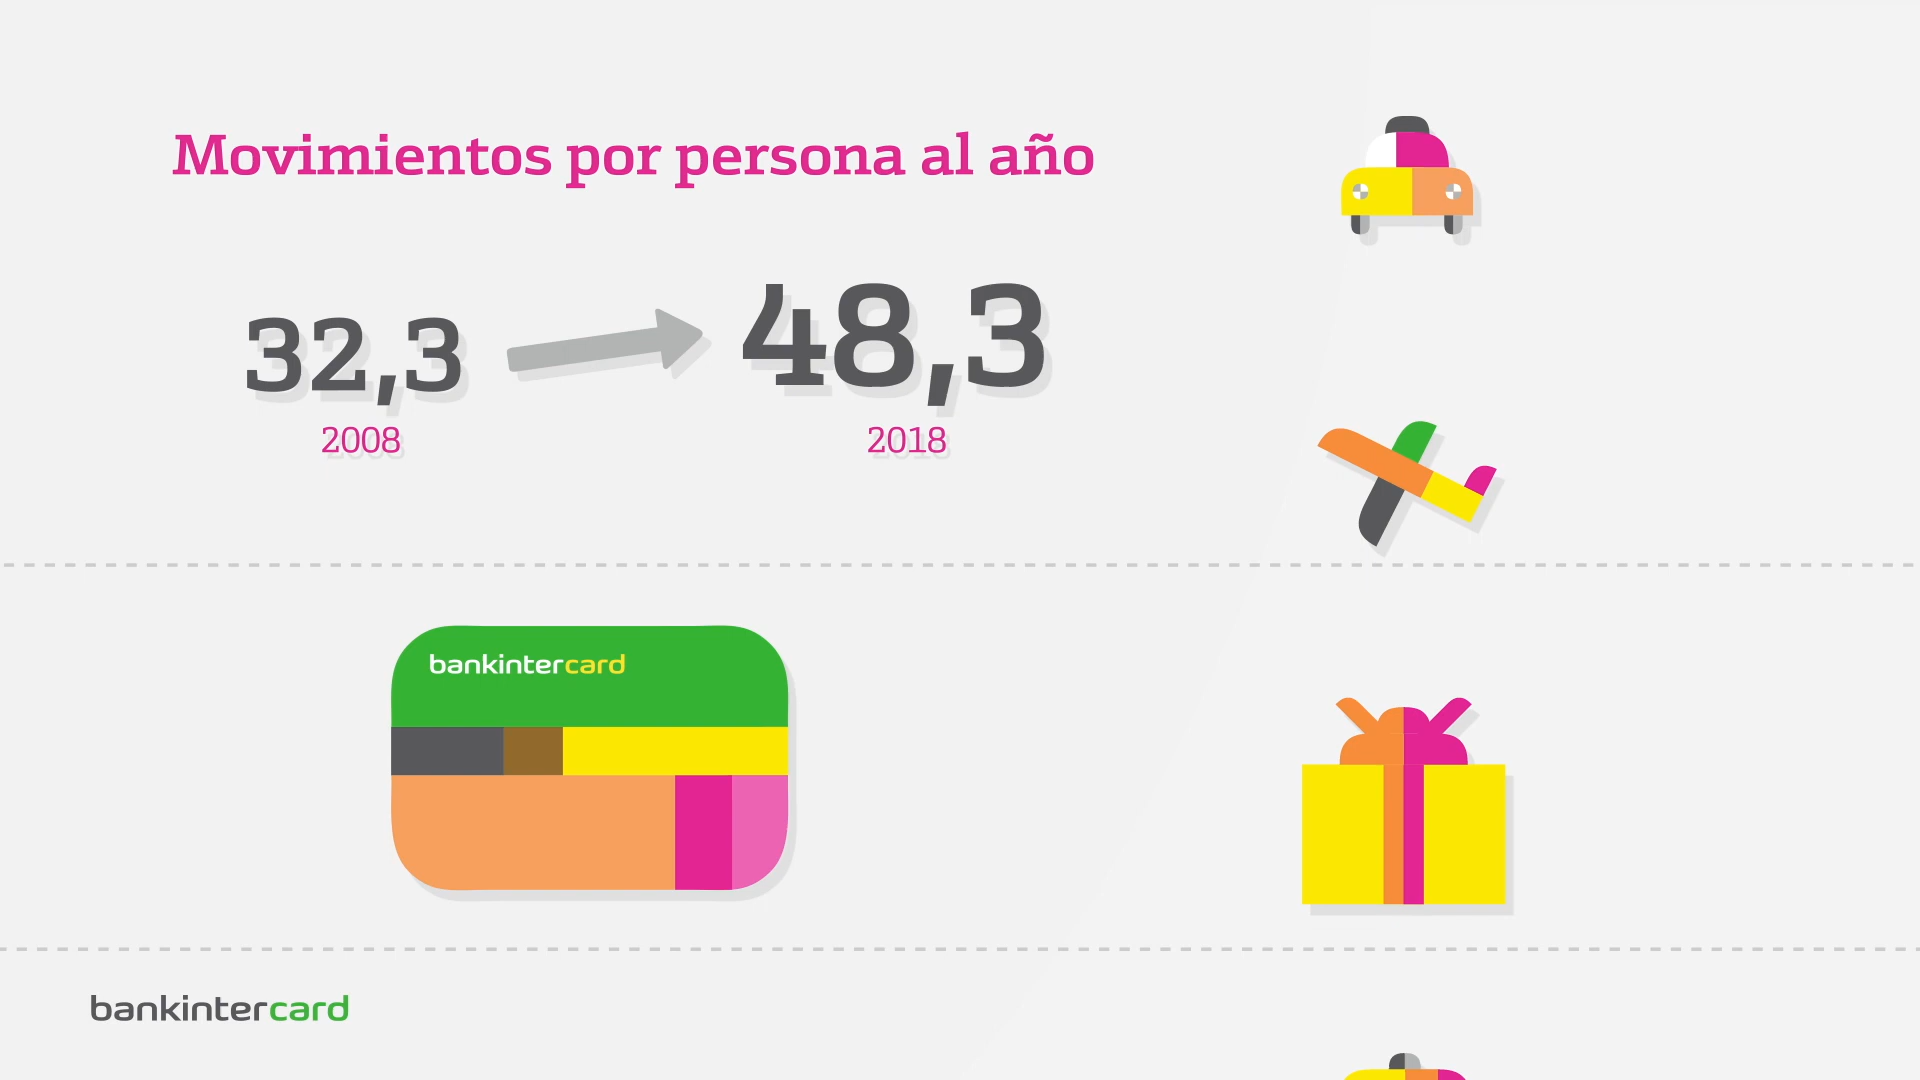 Movimientos por persona al año
32,3
48,3
2008
2018
bankintercard
bankintercard